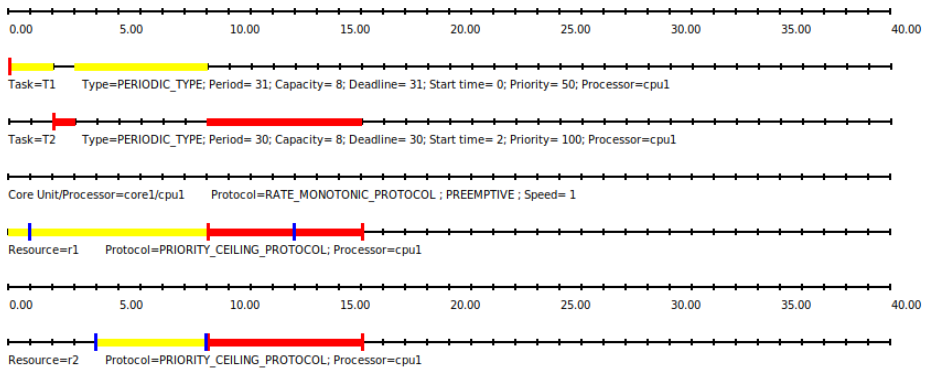 0.00 5.00 10.00 15.00 20.00 25.00 30.00 35.00 40.00
Task=T1 Type=PERIODIC_TYPE; Period= 31; Capacity= 8; Deadline= 31; Start time= 0; Priority= 50; Processor=cpu1
Task=T2 Type=PERIODIC_TYPE; Period= 30; Capacity= 8; Deadline= 30; Start time= 2; Priority= 100; Processor=cpu1
Core Unit/Processor=core1/cpu1 Protocol=RATE_MONOTONIC_PROTOCOL ; PREEMPTIVE ; Speed= 1
Resource=r1 Protocol=PRIORITY_CEILING_PROTOCOL; Processor=cpu1
0.00 5.00 10.00 15.00 20.00 25.00 30.00 35.00 40.00
Resource=r2 Protocol=PRIORITY_CEILING_PROTOCOL; Processor=cpu1